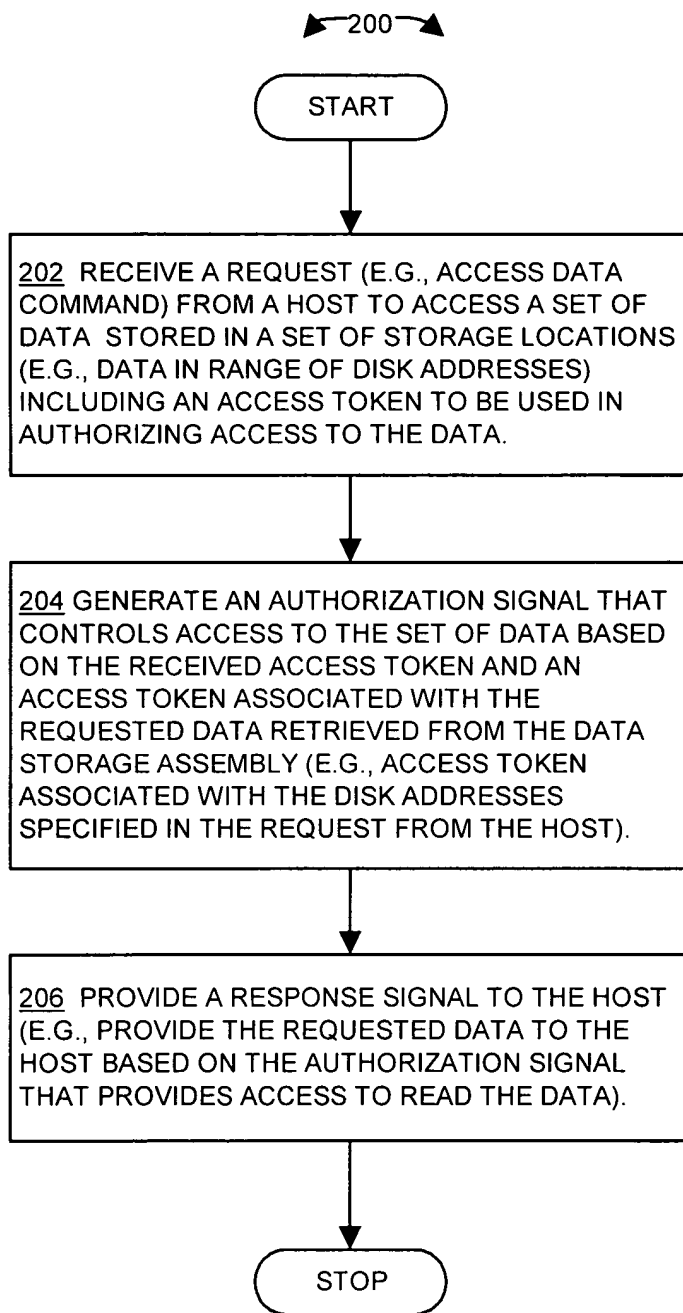 200
START
202 RECEIVE A REQUEST (E.G., ACCESS DATA
COMMAND) FROM A HOST TO ACCESS A SET OF
DATA STORED IN A SET OF STORAGE LOCATIONS
(E.G., DATA IN RANGE OF DISK ADDRESSES)
INCLUDING AN ACCESS TOKEN TO BE USED IN
AUTHORIZING ACCESS TO THE DATA.
204 GENERATE AN AUTHORIZATION SIGNAL THAT
CONTROLS ACCESS TO THE SET OF DATA BASED
ON THE RECEIVED ACCESS TOKEN AND AN
ACCESS TOKEN ASSOCIATED WITH THE
REQUESTED DATA RETRIEVED FROM THE DATA
STORAGE ASSEMBLY (E.G., ACCESS TOKEN
ASSOCIATED WITH THE DISK ADDRESSES
SPECIFIED IN THE REQUEST FROM THE HOST).
206 PROVIDE A RESPONSE SIGNAL TO THE HOST
(E.G., PROVIDE THE REQUESTED DATA TO THE
HOST BASED ON THE AUTHORIZATION SIGNAL
THAT PROVIDES ACCESS TO READ THE DATA).
STOP